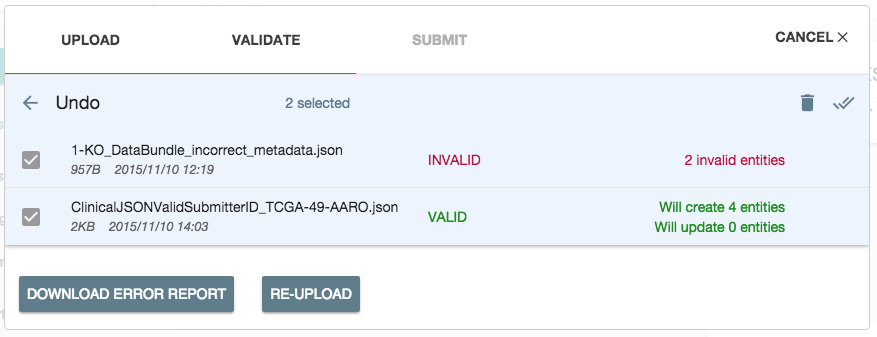 UPLOAD
VALIDATE
SUBMIT
CANCEL
Undo
2 selected
1-KO_DataBundle_incorrect_metadata.json
957B 2015/11/10 12:19
INVALID
2 invalid entities
ClinicalJSONValidSubmitterID_TCGA-49-AARO.json
2KB 2015/11/10 14:03
VALID
Will create 4 entities
Will update 0 entities
DOWNLOAD ERROR REPORT
RE-UPLOAD